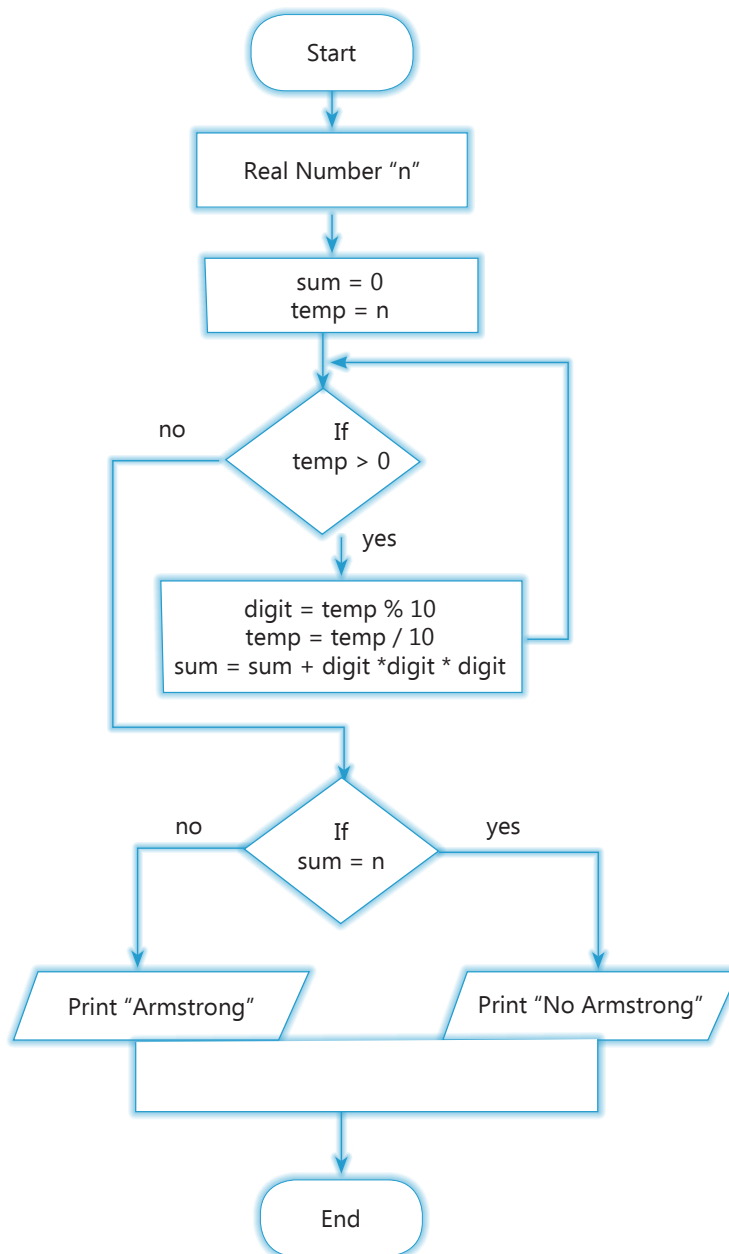 Start
Real Number “n”
sum = 0
temp = n
no
If
temp > 0
yes
digit = temp % 10
temp = temp / 10
sum = sum + digit *digit * digit
no
If
sum = n
yes
Print “Armstrong”
Print “No Armstrong”
End